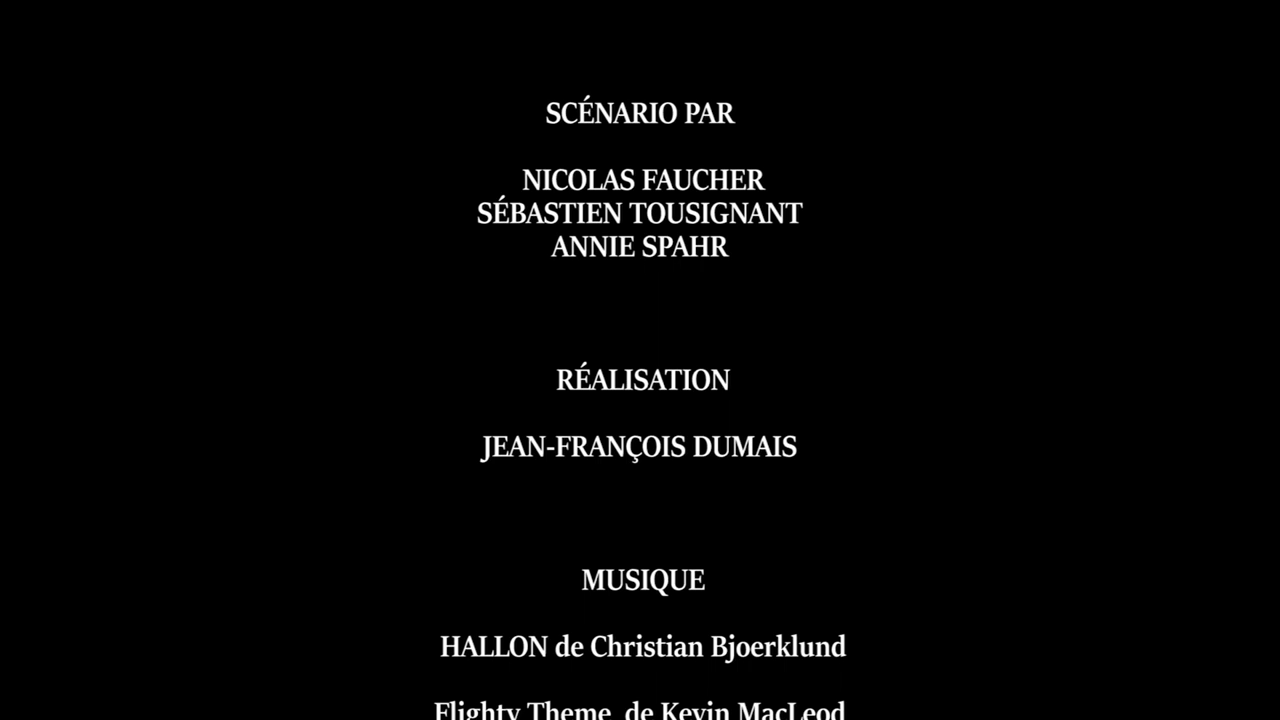 SCÉNARIO PAR
NICOLAS FAUCHER
SÉBASTIEN TOUSIGNANT
ANNIE SPAHR
RÉALISATION
JEAN-FRANÇOIS DUMAIS
MUSIQUE
HALLON de Christian Bjoerklund
Flighty Theme de Kevin MacLeod